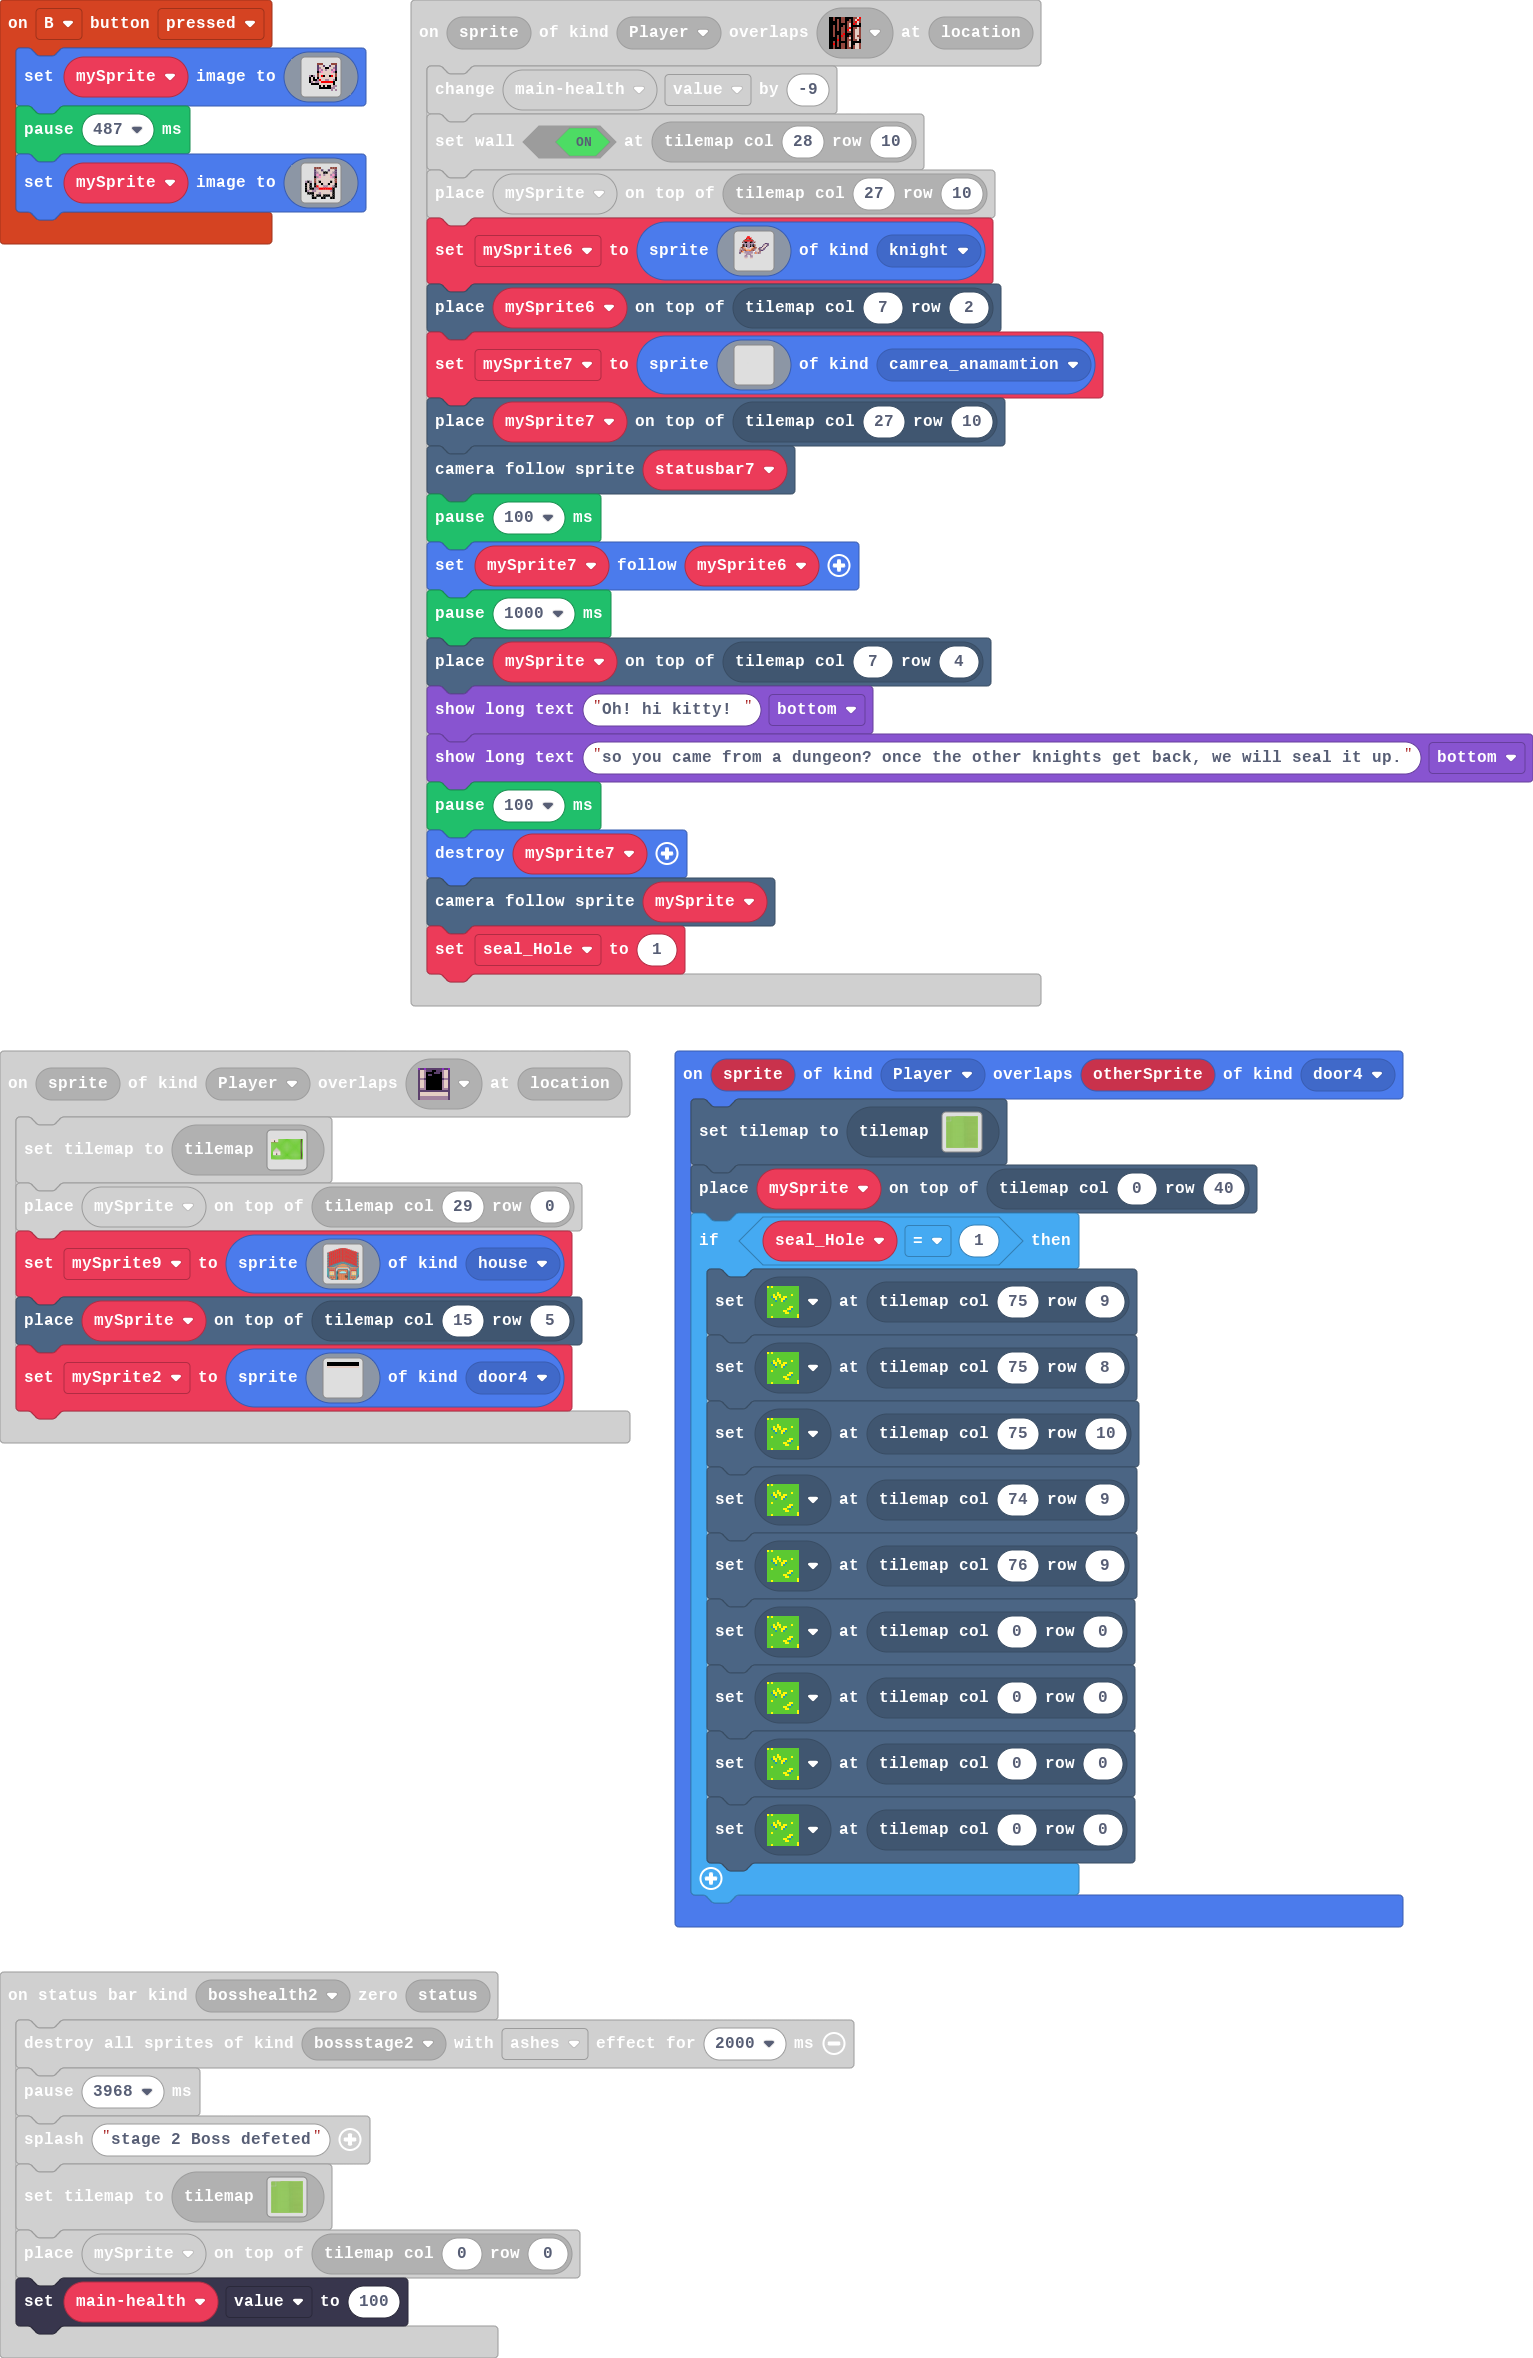 on B button pressed
set mySprite image to
pause 487 ms
set mySprite image to
on sprite of kind Player overlaps at location
change main-health value by -9
set wall ON at tilemap col 28 row 10
place mySprite on top of tilemap col 27 row 10
set mySprite6 to sprite of kind knight
place mySprite6 on top of tilemap col 7 row 2
set mySprite7 to sprite of kind camrea_anamamtion
place mySprite7 on top of tilemap col 27 row 10
camera follow sprite statusbar7
pause 100 ms
set mySprite7 follow mySprite6
pause 1000 ms
place mySprite on top of tilemap col 7 row 4
show long text "Oh! hi kitty! " bottom
show long text "so you came from a dungeon? once the other knights get back, we will seal it up." bottom
pause 100 ms
destroy mySprite7
camera follow sprite mySprite
set seal_Hole to 1
on sprite of kind Player overlaps at location
set tilemap to tilemap
place mySprite on top of tilemap col 29 row 0
set mySprite9 to sprite of kind house
place mySprite on top of tilemap col 15 row 5
set mySprite2 to sprite of kind door4
on sprite of kind Player overlaps otherSprite of kind door4
set tilemap to tilemap
place mySprite on top of tilemap col 0 row 40
if seal_Hole = 1 then
set at tilemap col 75 row 9
set at tilemap col 75 row 8
set at tilemap col 75 row 10
set at tilemap col 74 row 9
set at tilemap col 76 row 9
set at tilemap col 0 row 0
set at tilemap col 0 row 0
set at tilemap col 0 row 0
set at tilemap col 0 row 0
on status bar kind bosshealth2 zero status
destroy all sprites of kind bossstage2 with ashes effect for 2000 ms
pause 3968 ms
splash "stage 2 Boss defeted"
set tilemap to tilemap
place mySprite on top of tilemap col 0 row 0
set main-health value to 100